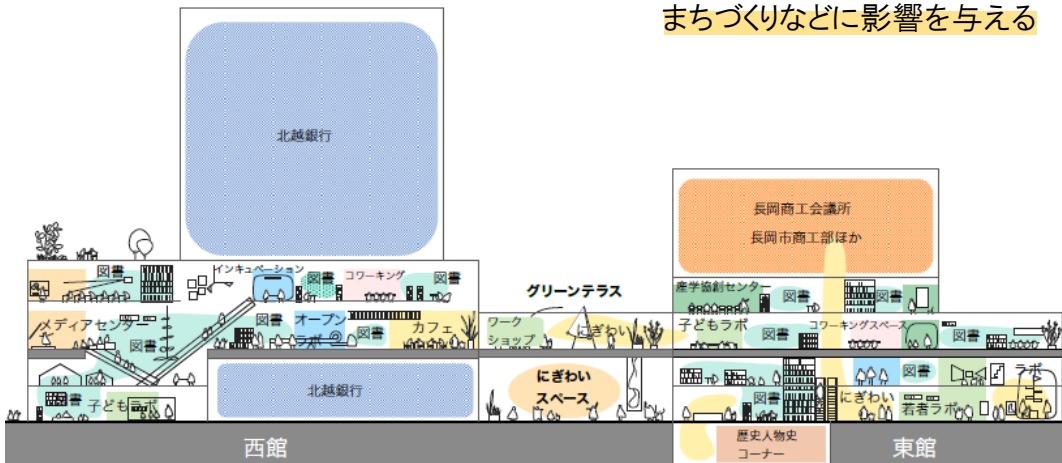 まちづくりなどに影響を与える
北越銀行
長岡商工会議所
長岡市商工部ほか
図書
インキュベーション
図書
コワーキング
図書
グリーンテラス
産学協創センター
図書
図書
メディアセンター
図書
図書
オープン
ラボ
図書
カフェ
ワーク
ショップ
にぎわい
子どもラボ
図書
コワーキングスペース
図書
図書
子どもラボ
北越銀行
にぎわい
スペース
図書
図書
にぎわい
図書
若者ラボ
ラボ
西館
歴史人物史
コーナー
東館